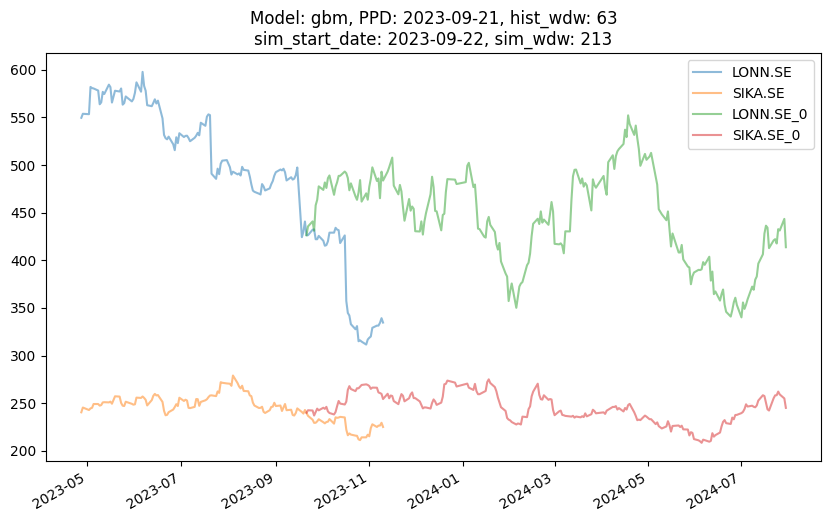 Model: gbm, PPD: 2023-09-21, hist_wdw: 63
sim_start_date: 2023-09-22, sim_wdw: 213
LONN.SE
SIKA.SE
LONN.SE_0
SIKA.SE_0
600
550
500
450
400
350
300
250
200
2023-05
2023-07
2023-09
2023-11
2024-01
2024-03
2024-05
2024-07